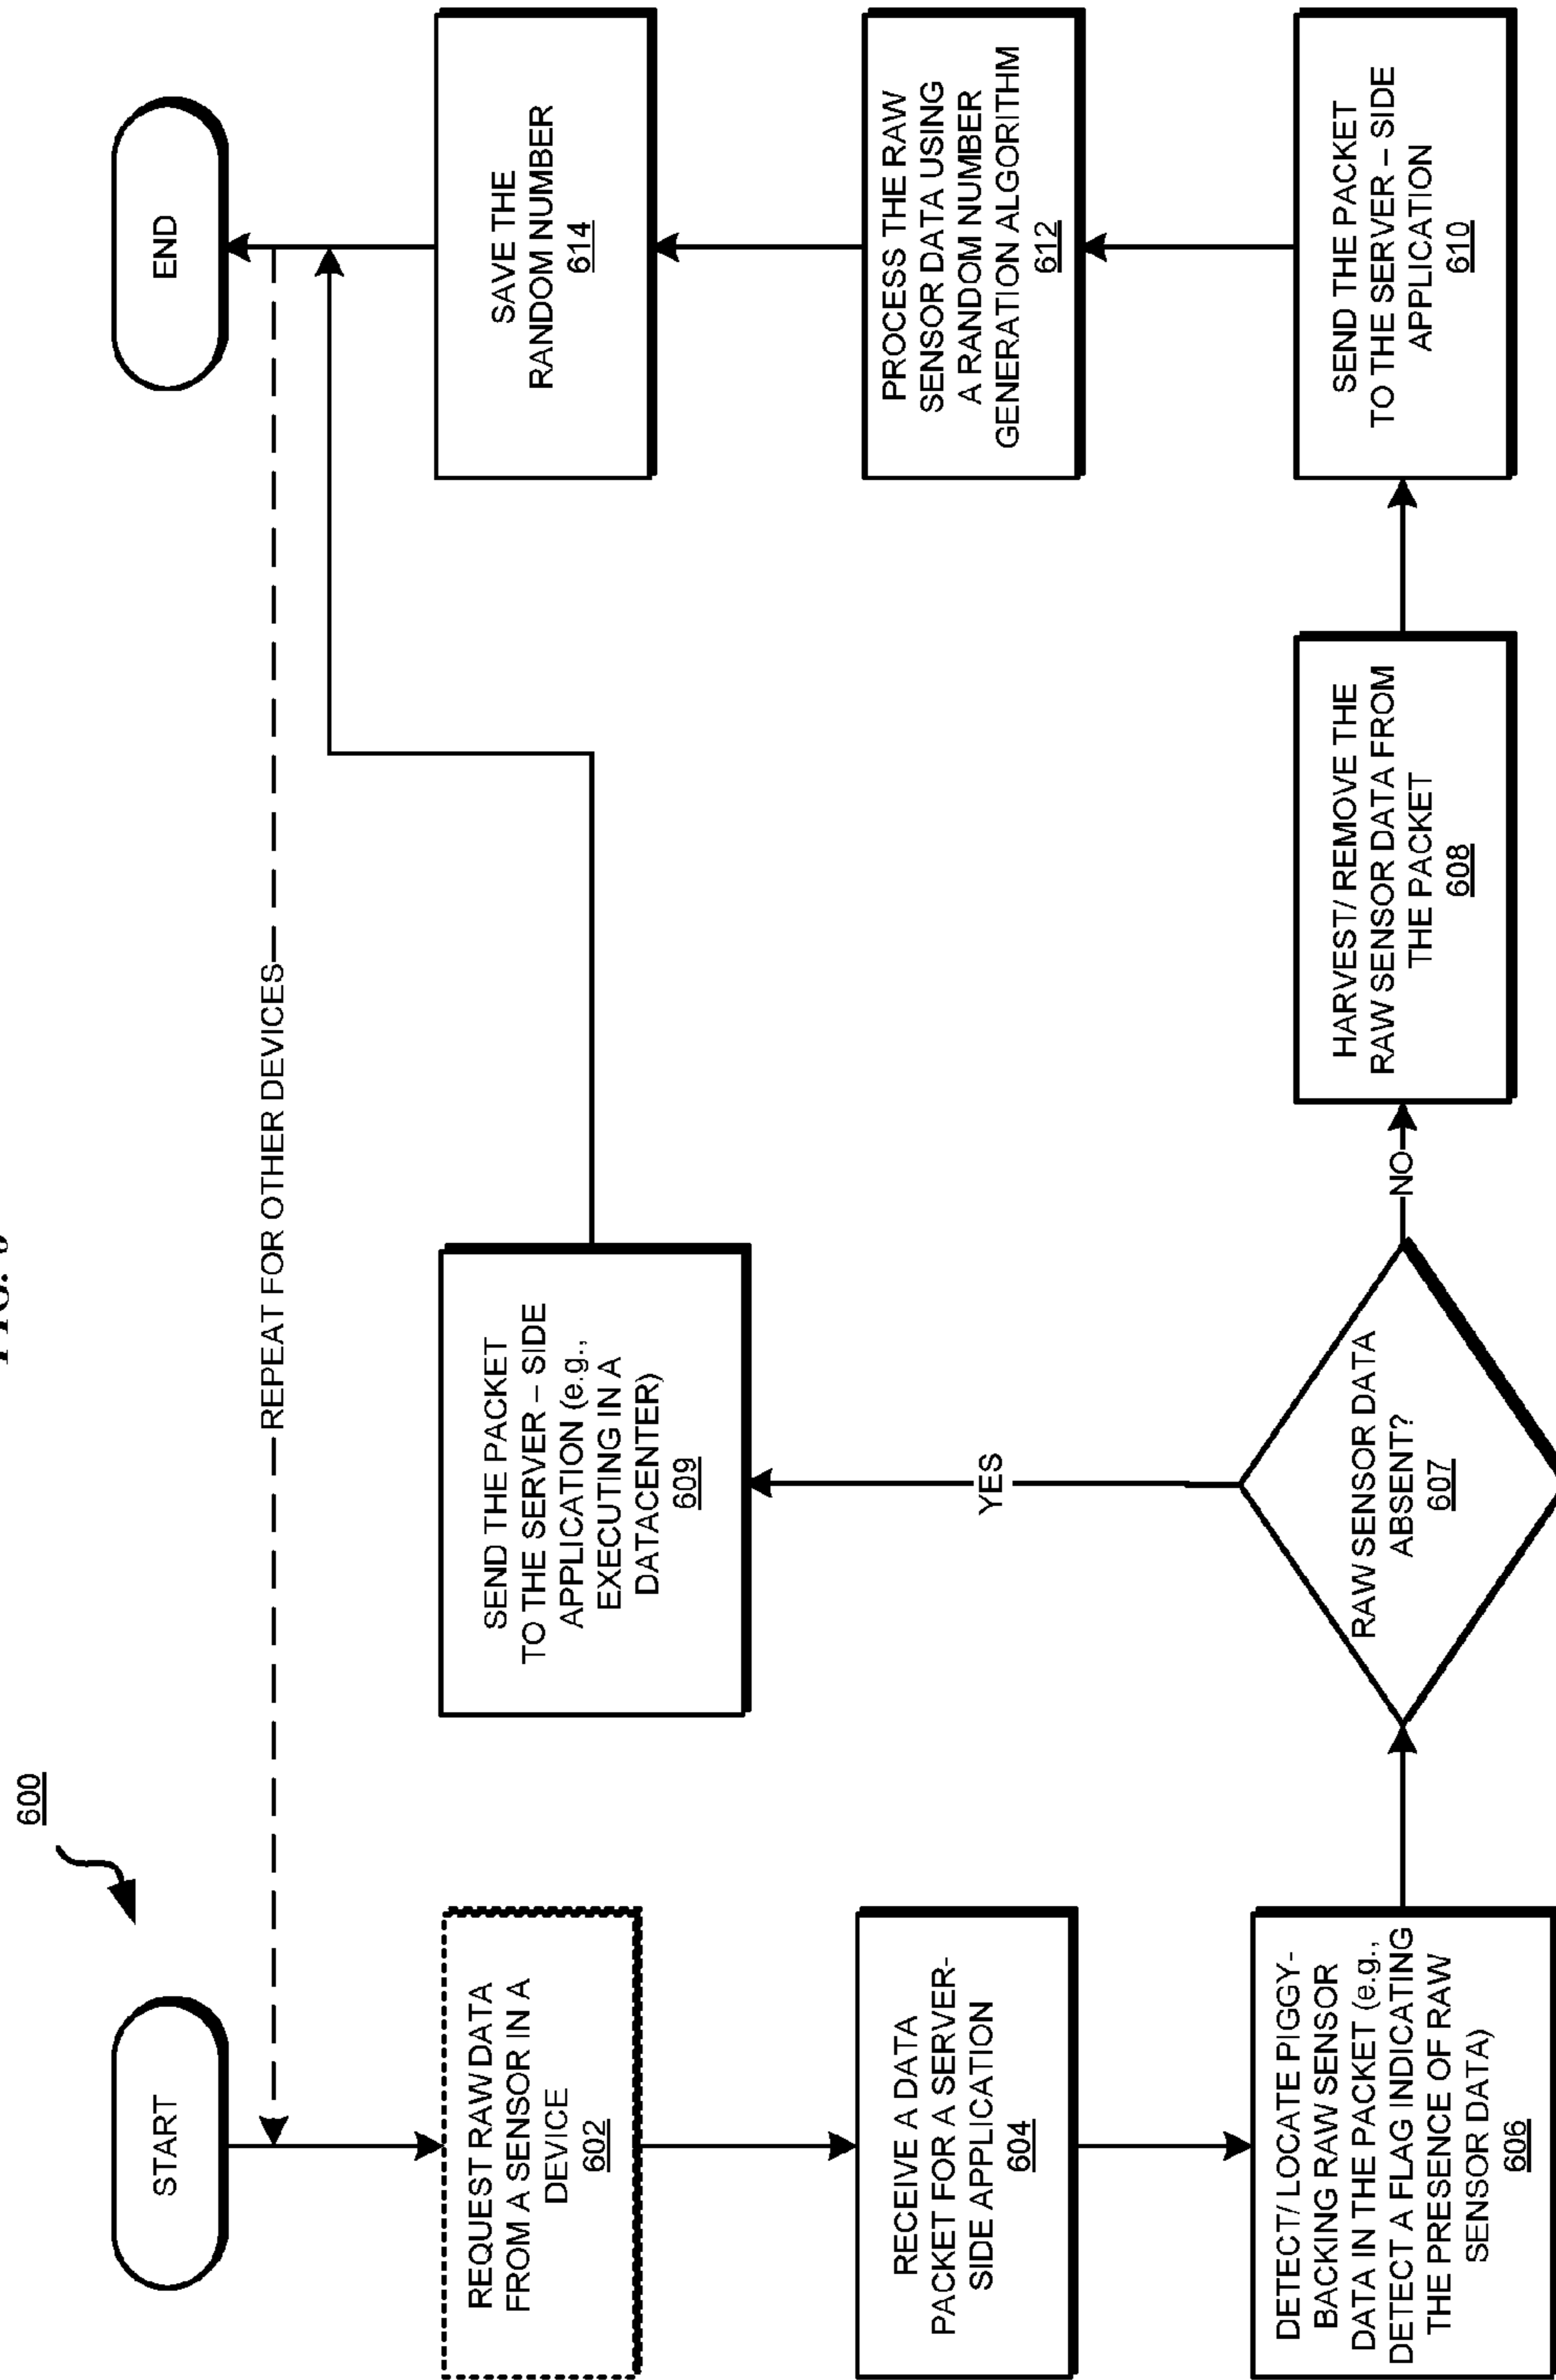 600
START
REPEAT FOR OTHER DEVICES
END
REQUEST RAW DATA
FROM A SENSOR IN A
DEVICE
602
RECEIVE A DATA
PACKET FOR A SERVER-
SIDE APPLICATION
604
DETECT/ LOCATE PIGGY-
BACKING RAW SENSOR
DATA IN THE PACKET (e.g.,
DETECT A FLAG INDICATING
THE PRESENCE OF RAW
SENSOR DATA)
606
RAW SENSOR DATA
ABSENT?
607
YES
SEND THE PACKET
TO THE SERVER – SIDE
APPLICATION (e.g.,
EXECUTING IN A
DATACENTER)
609
NO
HARVEST/ REMOVE THE
RAW SENSOR DATA FROM
THE PACKET
608
SEND THE PACKET
TO THE SERVER – SIDE
APPLICATION
610
PROCESS THE RAW
SENSOR DATA USING
A RANDOM NUMBER
GENERATION ALGORITHM
612
SAVE THE
RANDOM NUMBER
614